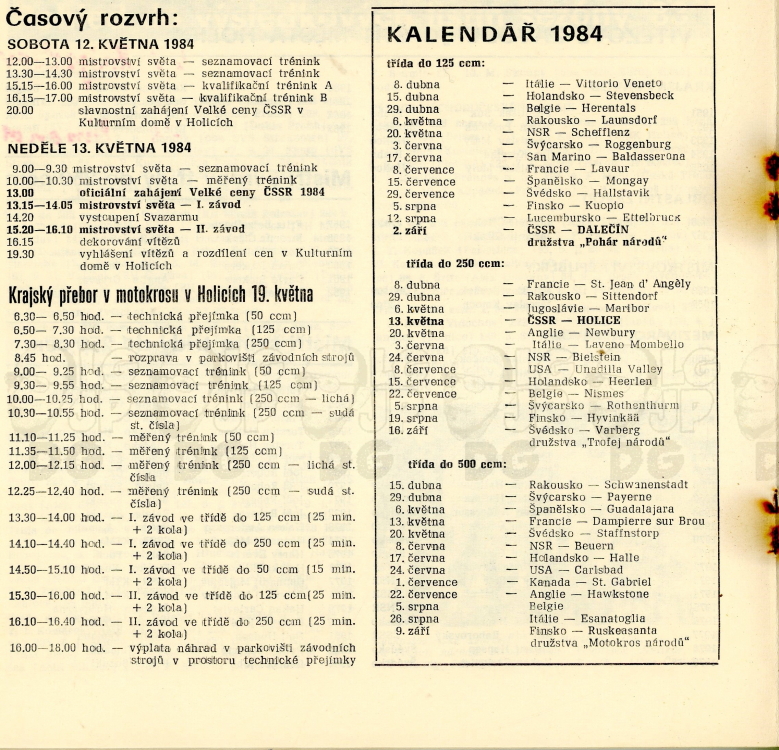 Časový rozvrh:
SOBOTA 12. KVĚTNA 1984
12.00—13.00 mistrovství světa — seznamovací trénink
13.30—14.30 mistrovství světa — seznamovací trénink
15.15—16.00 mistrovství světa — kvalifikační trénink A
16.15—17.00 mistrovství světa — kvalifikační trénink B
20.00 slavnostní zahájení Velké ceny ČSSR v
Kulturním domě v Holicích
NEDĚLE 13. KVĚTNA 1984
9.00—9.30 mistrovství světa — seznamovací trénink
10.00—10.30 mistrovství světa — měřený trénink
13.00 oficiální zahájení Velké ceny ČSSR 1984
13.15—14.05 mistrovství světa — I. závod
14.20 vystoupení Svazarmu
15.20—16.10 mistrovství světa — II. závod
16.15 dekorování vítězů
19.30 vyhlášení vítězů a rozdílení cen v Kulturním
domě v Holicích
Krajský přebor v motokrosu v Holicích 19. května
6,30— 6,50 hod. — technická přejímka (50 ccm)
6,50— 7.30 hod. — technická přejímka (125 ccm)
7,30— 8,30 hod. — technická přejímka (250 ccm)
8.45 hod. — rozprava v parkovišti závodních strojů
9.00— 9.25 hod. — seznamovací trénink (50 ccm)
9,30— 9.55 hod. — seznamovací trénink (125 ccm)
10.00—10.25 hod. — seznamovací trénink (250 ccm — lichá)
10,30—10.55 hod. — seznamovací trénink (250 ccm — sudá
st. čísla)
11.10—11.25 hod. — měřený trénink (50 ccm)
11.35—11.50 hod. — měřený trénink (125 ccm)
12.00—12.15 hod. — měřený trénink (250 ccm — lichá st.
čísla
12.25—12.40 hod. — měřený trénink (250 ccm — sudá st.
čísla)
13.30—14.00 hod. — I. závod ve třídě do 125 ccm (25 min.
+ 2 kola)
14.10—14.40 hod. — I. závod ve třídě do 250 ccm (25 min.
+ 2 kola)
14.50—15.10 hod. — I. závod ve třídě do 50 ccm (15 min.
+ 2 kola)
15.30—16.00 hod. — II. závod ve třídě do 125 ccm(25 min.
+ 2 kola)
16.10—16.40 hod. — II. závod ve třídě do 250 ccm (25 min.
+ 2 kola)
16.00—18.00 hod. — výplata náhrad v parkovišti závodních
strojů v prostoru technické přejímky
KALENDÁŘ 1984
třída do 125 ccm:
8. dubna — Itálie — Vittorio Veneto
15. dubna — Holandsko — Stevensbeck
29. dubna — Belgie — Herentals
6. května — Rakousko — Launsdorf
20. května — NSR — Schefflenz
3. června — Švýcarsko — Roggenburg
17. června — San Marino — Baldasserona
8. července — Francie — Lavaur
15. července — Španělsko — Mongay
29. července — Švédsko — Hallstavik
5. srpna — Finsko — Kuopio
12. srpna — Lucembursko — Ettelbruck
2. září — ČSSR — DALEČÍN
družstva „Pohár národů"
třída do 250 ccm:
8. dubna — Francie — St. Jean d' Angély
29. dubna — Rakousko — Sittendorf
6. května — Jugoslávie — Maribor
13. května — ČSSR — HOLICE
20. května — Anglie — Newbury
3. června — Itálie — Laveno Mombello
24. června — NSR — Bielstein
8. července — USA — Unadilla Valley
15. července — Holandsko — Heerlen
22. července — Belgie — Nismes
5. srpna — Švýcarsko — Rothenthurm
19. srpna — Finsko — Hyvinkää
16. září — Švédsko — Varberg
družstva „Trofej národů"
třída do 500 ccm:
15. dubna — Rakousko — Schwanenstadt
29. dubna — Švýcarsko — Payerne
6. května — Španělsko — Guadalajara
13. května — Francie — Dampierre sur Brou
20. května — Švédsko — Staffnstorp
8. června — NSR — Beuern
17. června — Holandsko — Halle
24. června — USA — Carlsbad
1. července — Kanada — St. Gabriel
22. července — Anglie — Hawkstone
5. srpna Belgie
26. srpna Itálie — Esanatoglia
9. září Finsko — Ruskeasanta
družstva „Motokros národů"